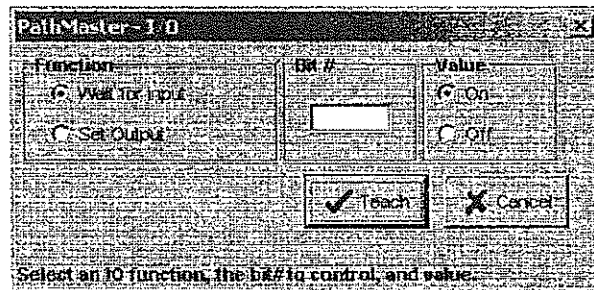 PathMaster-I/O
Function
Wait for Input
Set Output
Bit #
Value
On
Off
Teach
Cancel
Select an IO function, the bit# to control, and value.